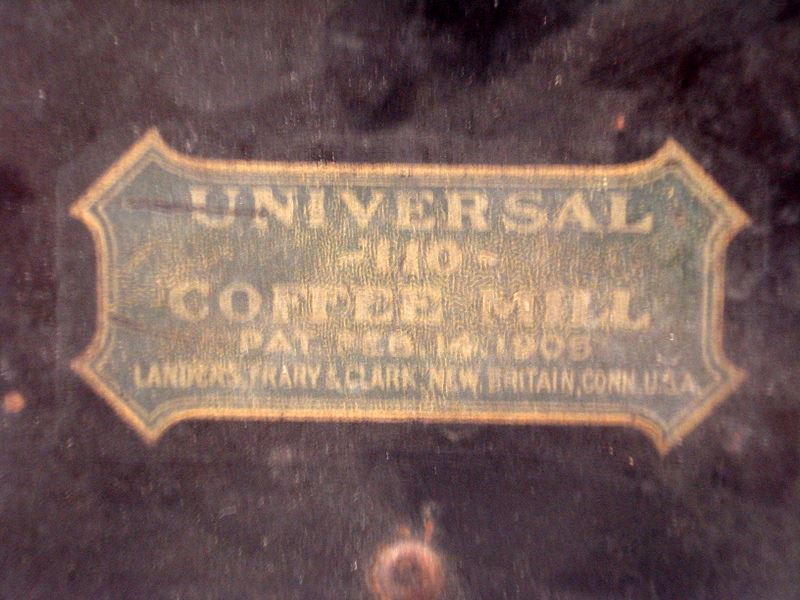 UNIVERSAL
-110-
COFFEE MILL
PAT. FEB. 14, 1905
LANDERS, FRARY & CLARK, NEW BRITAIN, CONN. U.S.A.